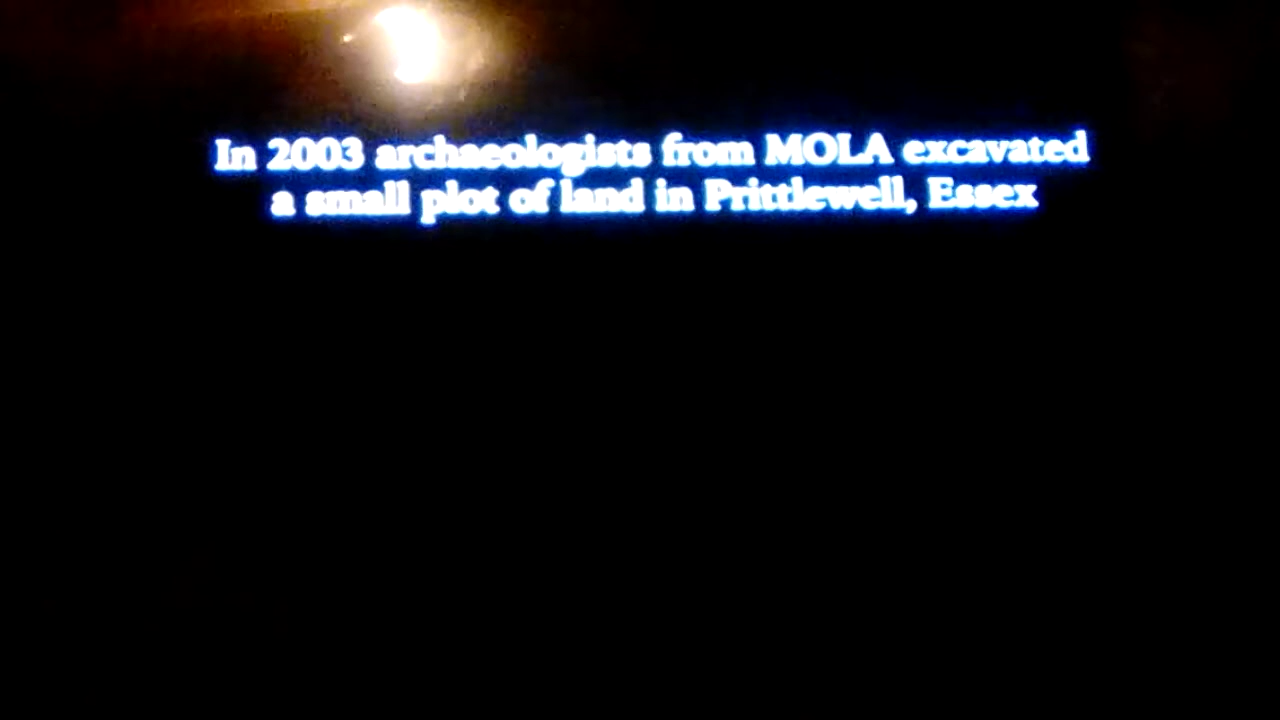 In 2003 archaeologists from MOLA excavated
a small plot of land in Prittlewell, Essex